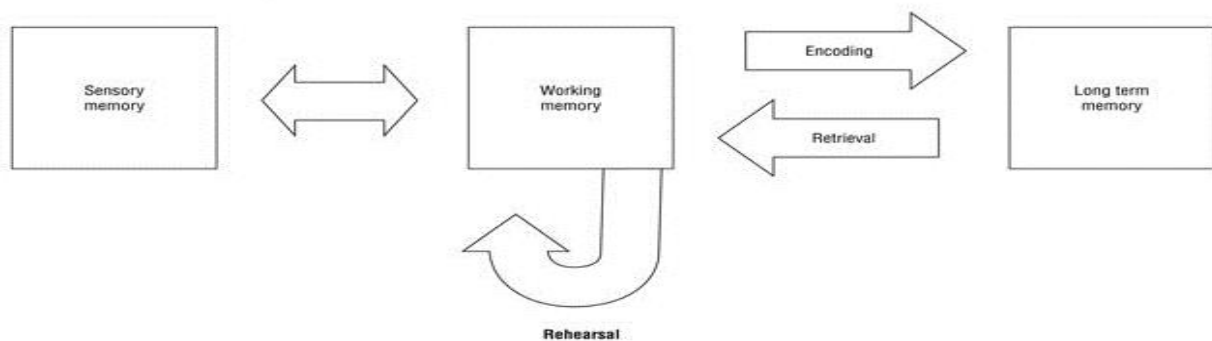 Sensory
memory
Working
memory
Encoding
Retrieval
Long term
memory
Rehearsal